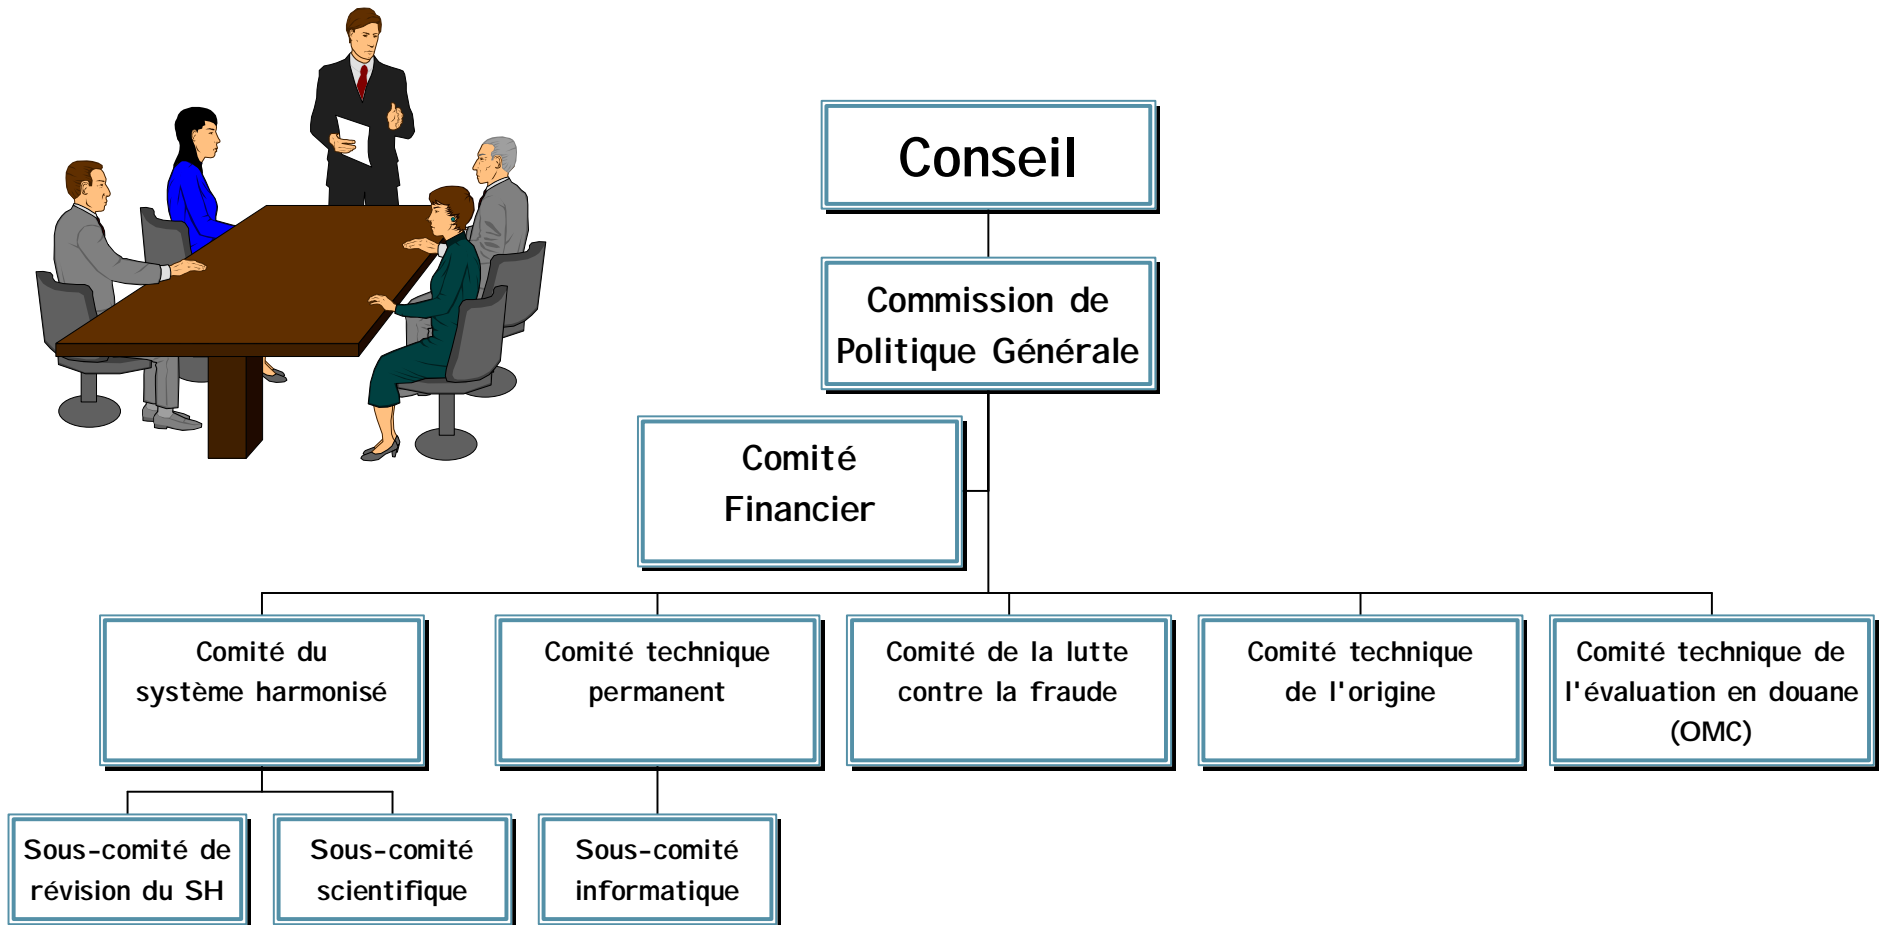 Conseil
Commission de
Politique Générale
Comité
Financier
Comité du
système harmonisé
Comité technique
permanent
Comité de la lutte
contre la fraude
Comité technique
de l'origine
Comité technique de
l'évaluation en douane
(OMC)
Sous-comité de
révision du SH
Sous-comité
scientifique
Sous-comité
informatique